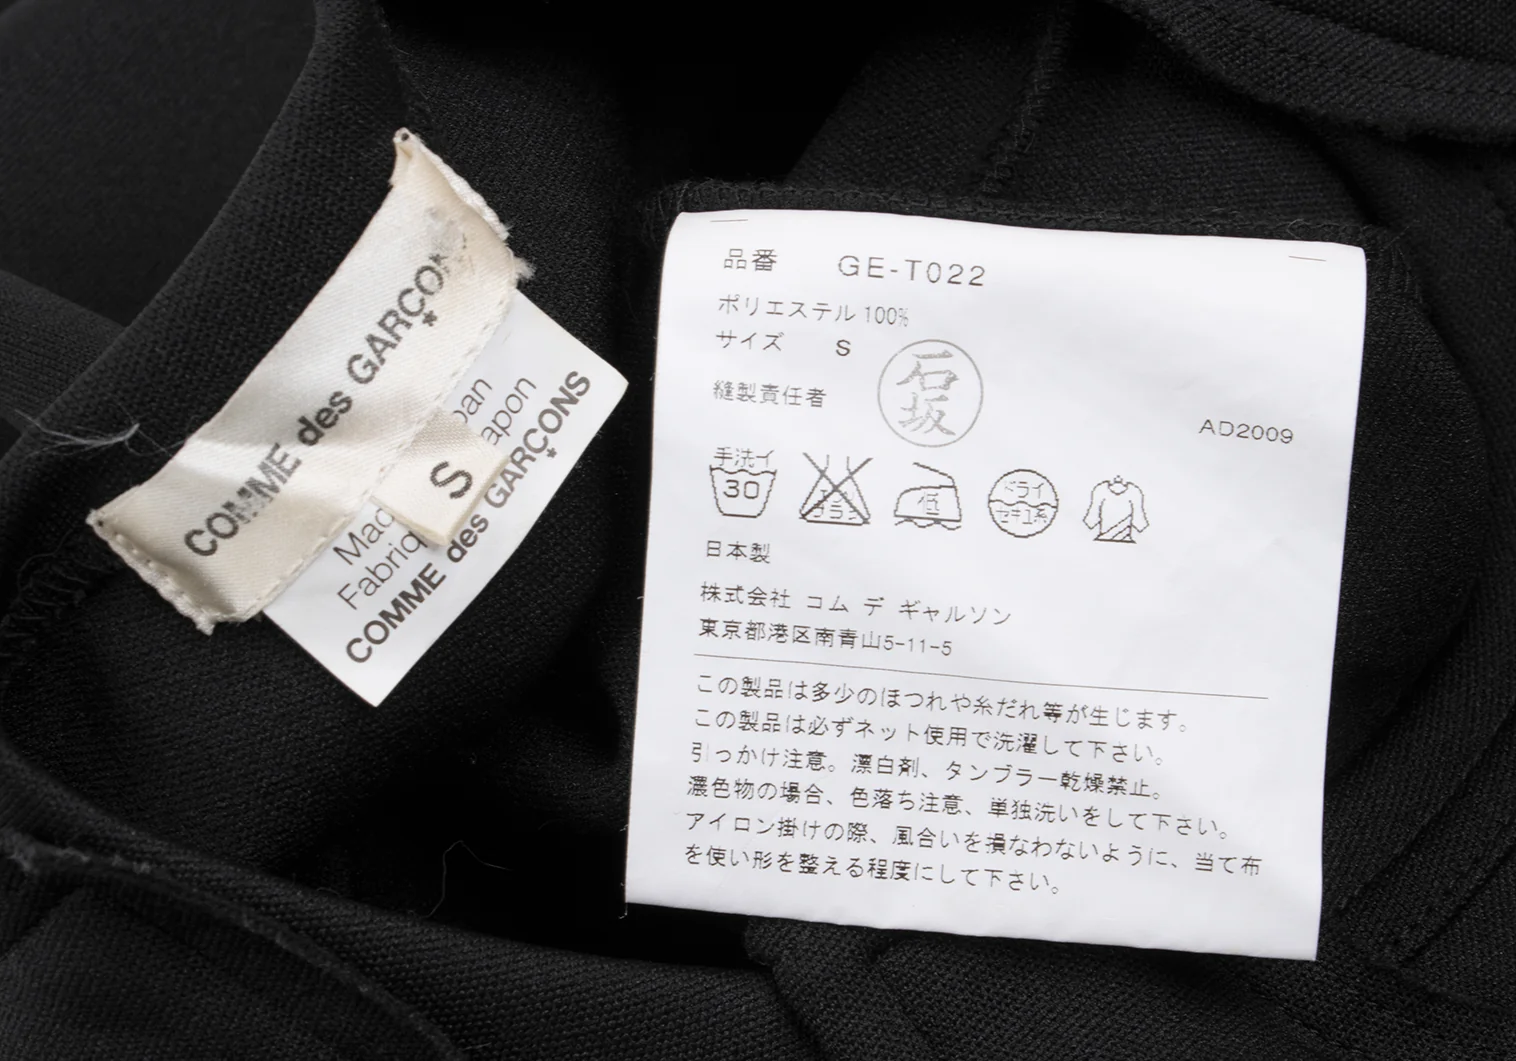 COMME des GARÇONS
S
COMME des GARÇONS
品番 GE-T022
ポリエステル 100%
サイズ S
縫製責任者 石坂
AD2009
手洗イ
30
低
ドライ
セキユ系
日本製
株式会社 コム デ ギャルソン
東京都港区南青山5-11-5
この製品は多少のほつれや糸だれ等が生じます。
この製品は必ずネット使用で洗濯して下さい。
引っかけ注意。漂白剤、タンブラー乾燥禁止。
濃色物の場合、色落ち注意、単独洗いをして下さい。
アイロン掛けの際、風合いを損なわないように、当て布
を使い形を整える程度にして下さい。